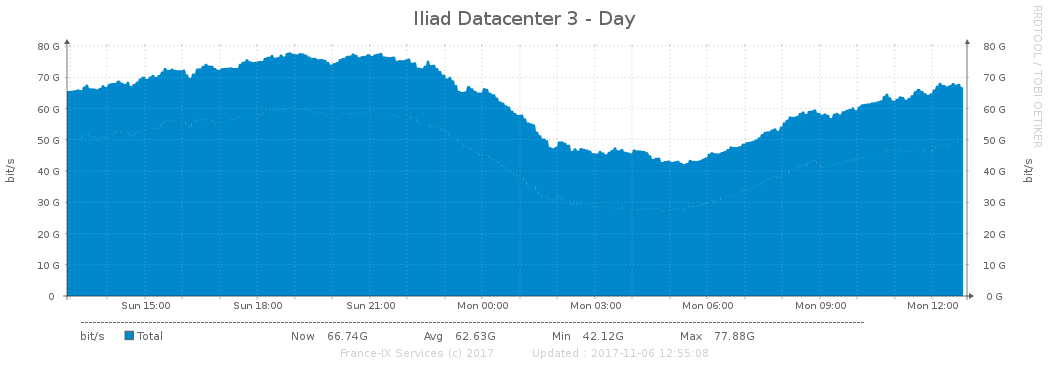 Iliad Datacenter 3 - Day
RRDTOOL / TOBI OETIKER
80 G 80 G
70 G 70 G
60 G 60 G
50 G 50 G
40 G 40 G
30 G 30 G
20 G 20 G
10 G 10 G
0 0 G
bit/s bit/s
Sun 15:00 Sun 18:00 Sun 21:00 Mon 00:00 Mon 03:00 Mon 06:00 Mon 09:00 Mon 12:00
bit/s Total Now 66.74G Avg 62.63G Min 42.12G Max 77.88G
France-IX Services (c) 2017 Updated : 2017-11-06 12:55:08